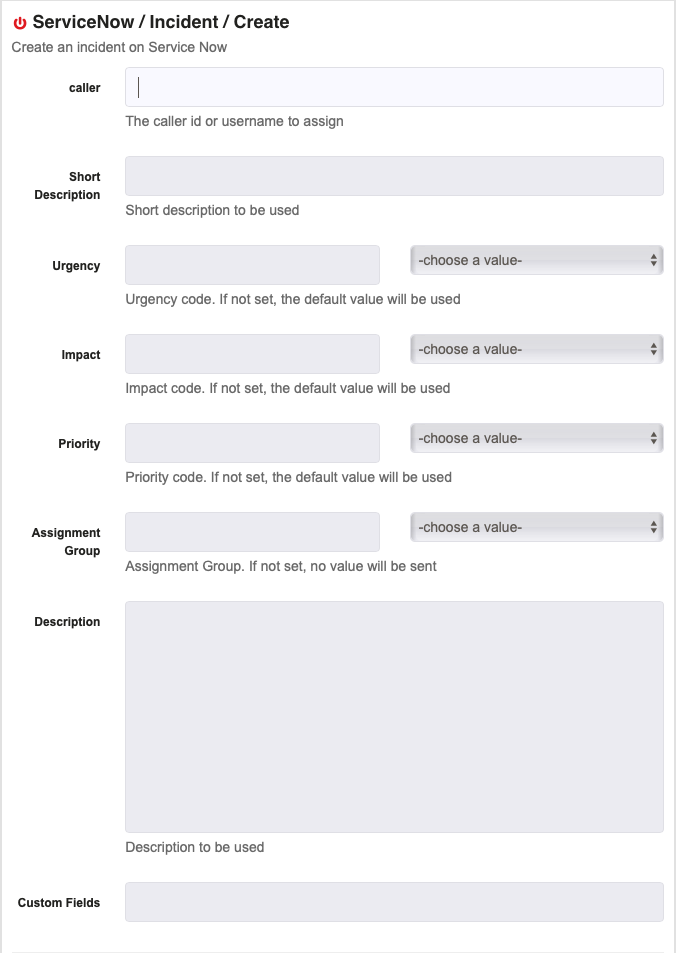 ServiceNow / Incident / Create
Create an incident on Service Now
caller
The caller id or username to assign
Short
Description
Short description to be used
Urgency
-choose a value-
Urgency code. If not set, the default value will be used
Impact
-choose a value-
Impact code. If not set, the default value will be used
Priority
-choose a value-
Priority code. If not set, the default value will be used
Assignment
Group
-choose a value-
Assignment Group. If not set, no value will be sent
Description
Description to be used
Custom Fields